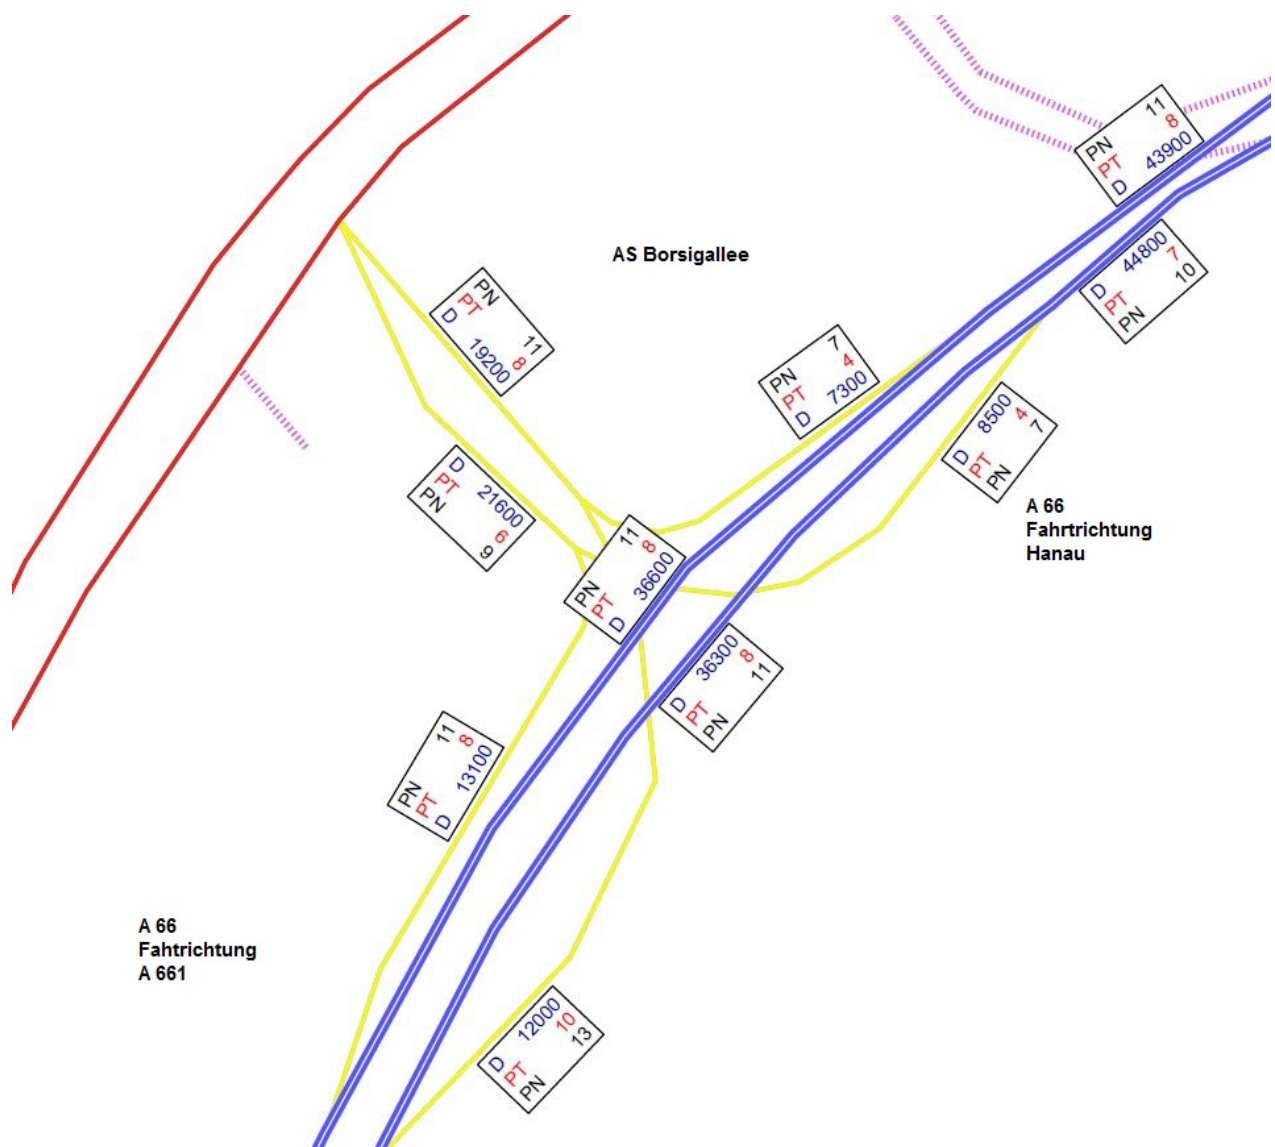 PN 11
PT 8
D 43900
AS Borsigallee
D 44800
PT 7
PN 10
PN 11
PT 8
D 19200
PN 7
PT 4
D 7300
D 8500
PT 4
PN 7
D 21600
PT 6
PN 9
A 66
Fahrtrichtung
Hanau
PN 11
PT 8
D 36600
D 36300
PT 8
PN 11
PN 11
PT 8
D 13100
A 66
Fahtrichtung
A 661
D 12000
PT 10
PN 13